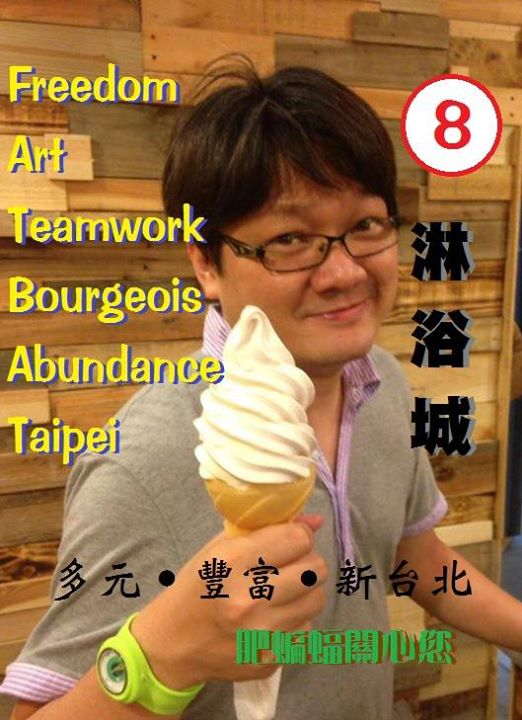 Freedom
Art
Teamwork
Bourgeois
Abundance
Taipei
8
淋浴城
多元•豐富•新台北
肥蝙蝠關心您